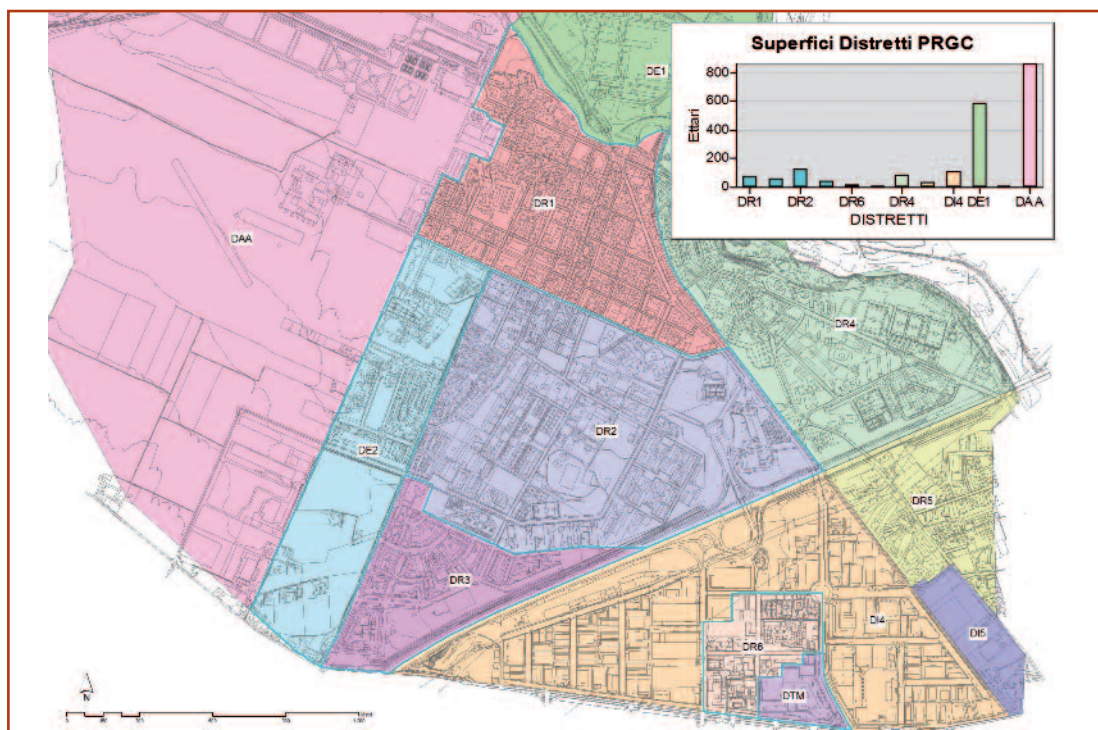 Superfici Distretti PRGC
Ettari
800
600
400
200
0
DR1 DR2 DR6 DR4 DI4 DE1 DAA
DISTRETTI
DE1
DR1
DAA
DR4
DR2
DE2
DR5
DR3
DI4
DI5
DR6
DTM
N